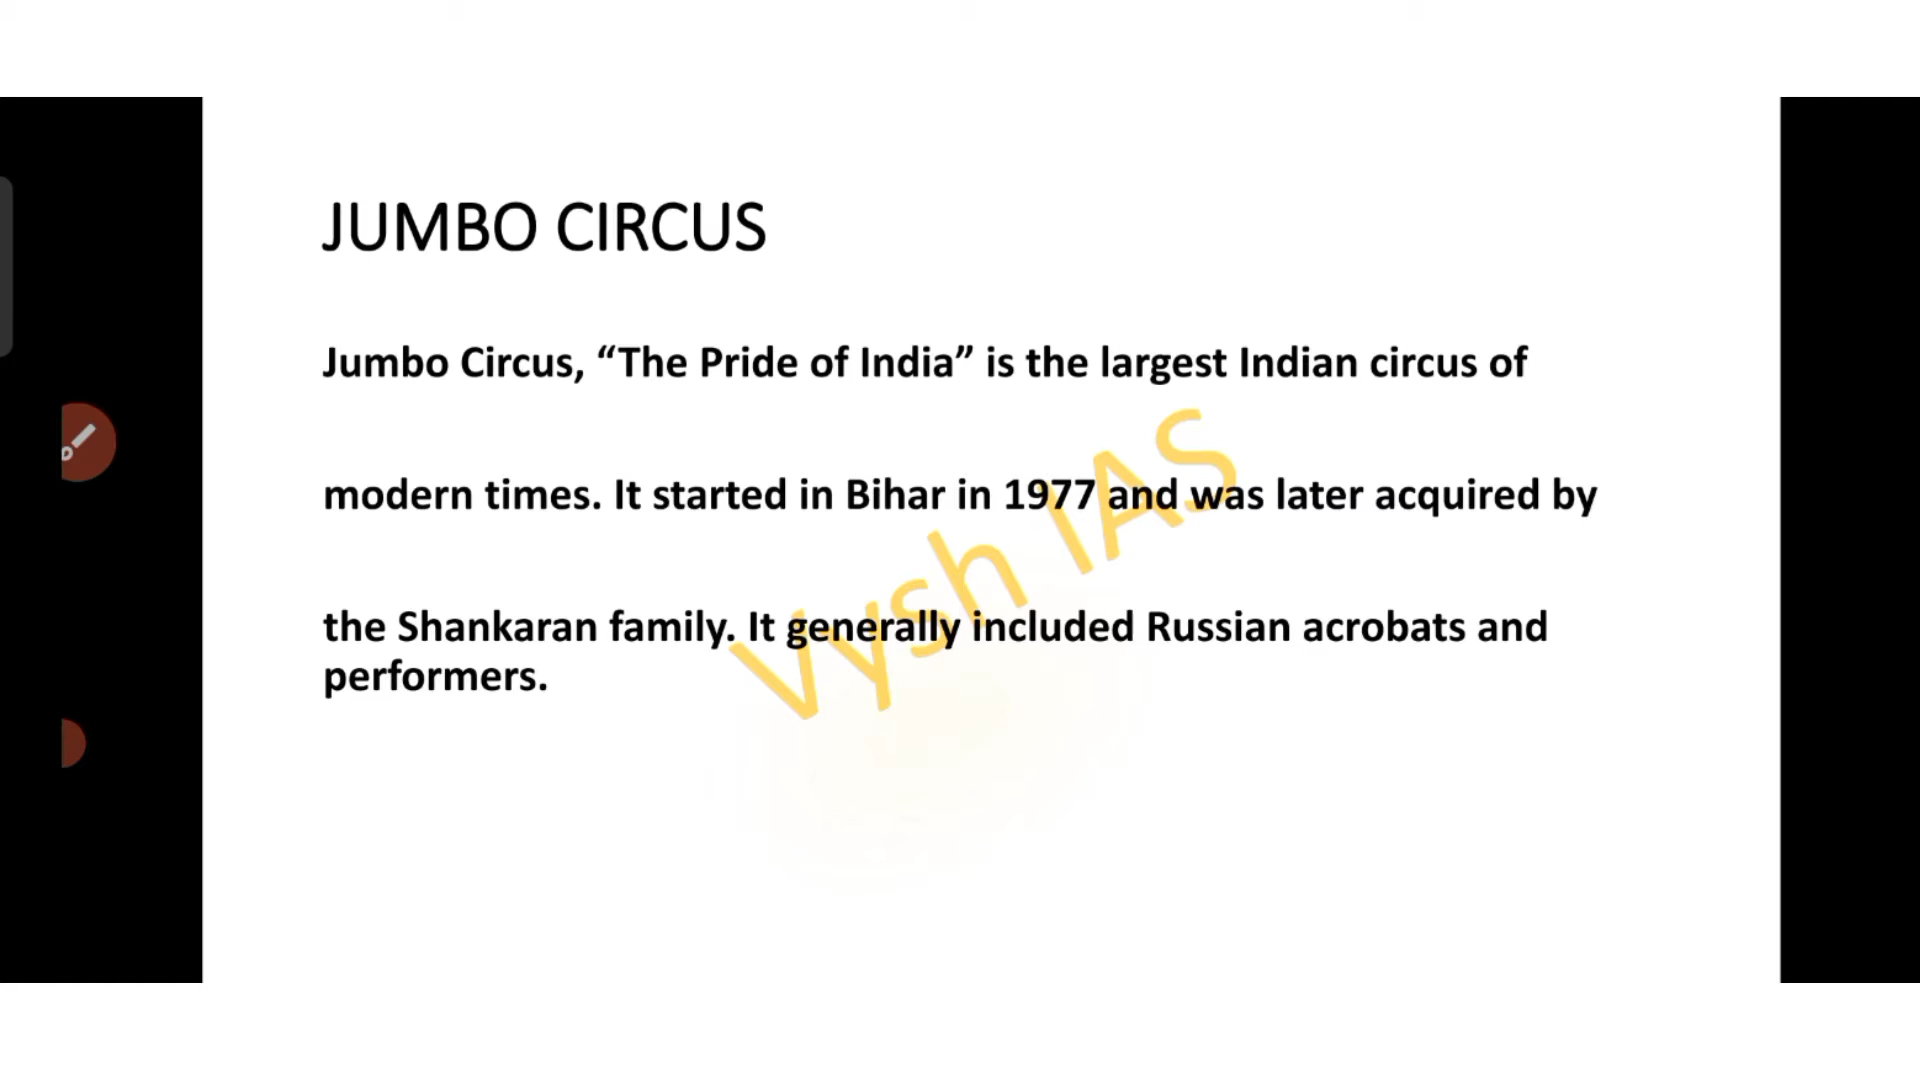 JUMBO CIRCUS
Jumbo Circus, “The Pride of India” is the largest Indian circus of
modern times. It started in Bihar in 1977 and was later acquired by
the Shankaran family. It generally included Russian acrobats and
performers.
Vysh IAS